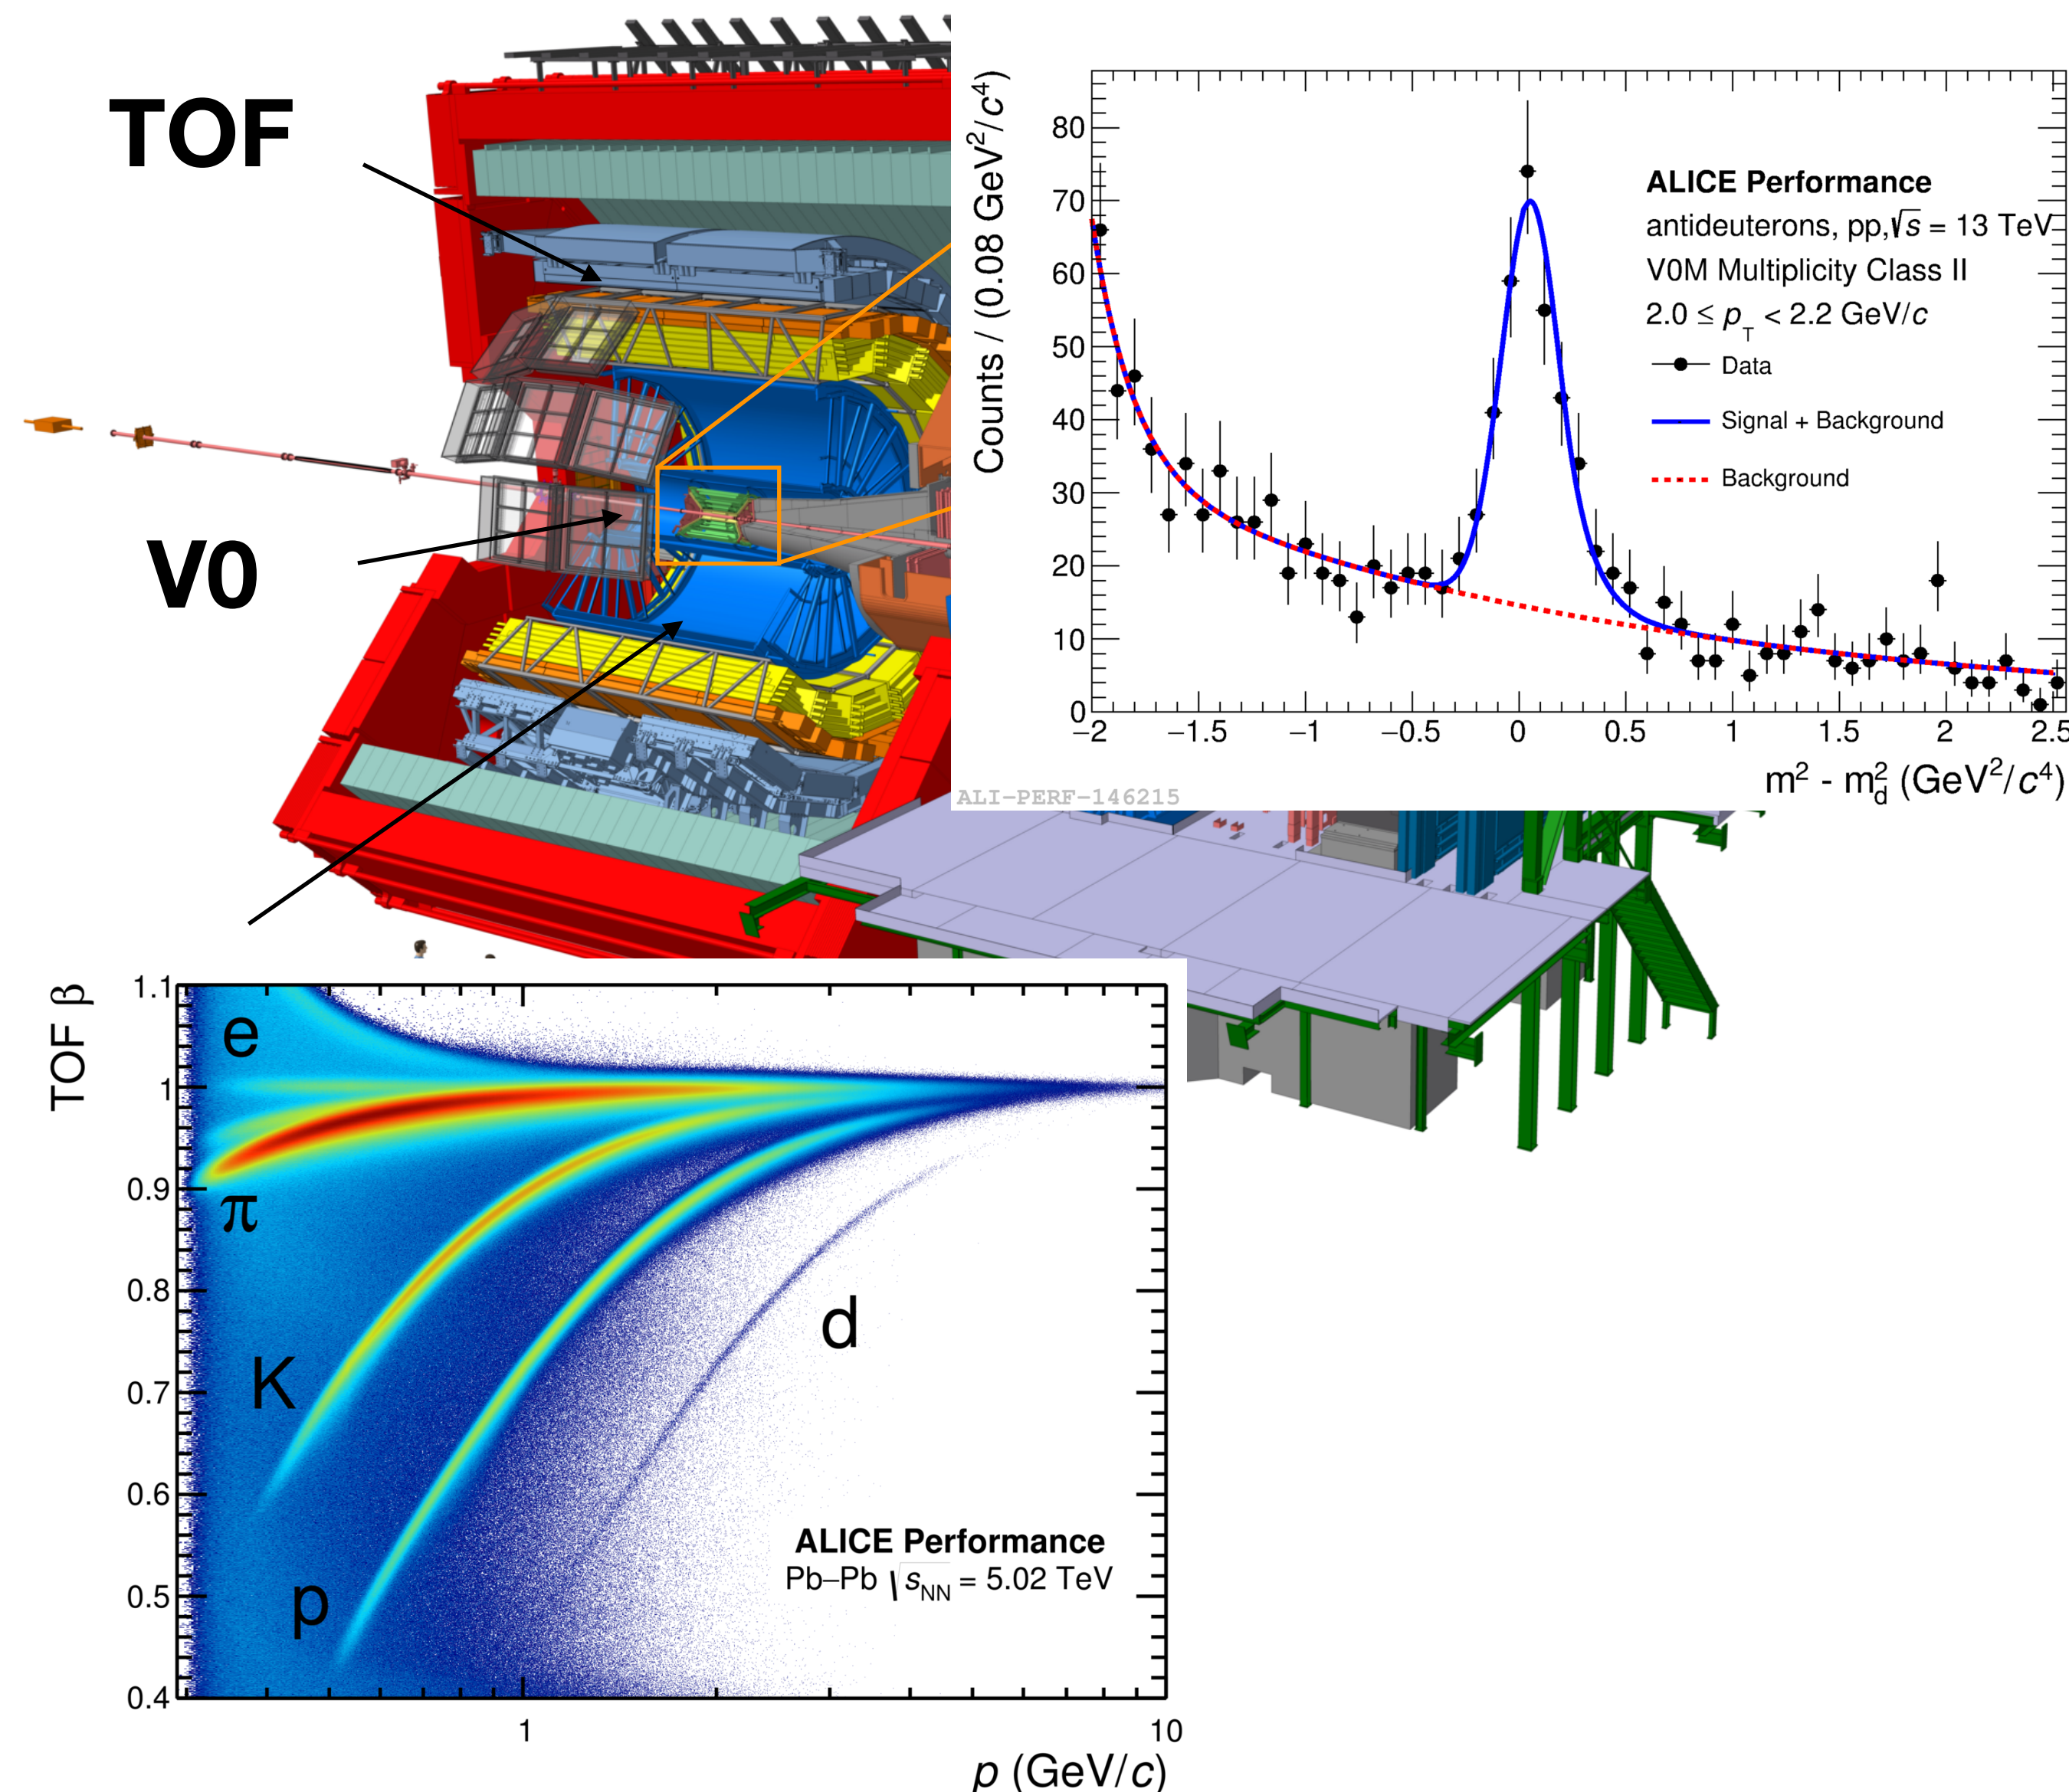 TOF
V0
Counts / (0.08 GeV²/c⁴)
80
70
60
50
40
30
20
10
0
−2
−1.5
−1
−0.5
0
0.5
1
1.5
2
2.5
m² - m²d (GeV²/c⁴)
ALICE Performance
antideuterons, pp,√s = 13 TeV
V0M Multiplicity Class II
2.0 ≤ pT < 2.2 GeV/c
Data
Signal + Background
Background
ALI−PERF−146215
TOF β
1.1
1
0.9
0.8
0.7
0.6
0.5
0.4
e
π
K
p
d
ALICE Performance
Pb–Pb √sNN = 5.02 TeV
1
10
p (GeV/c)